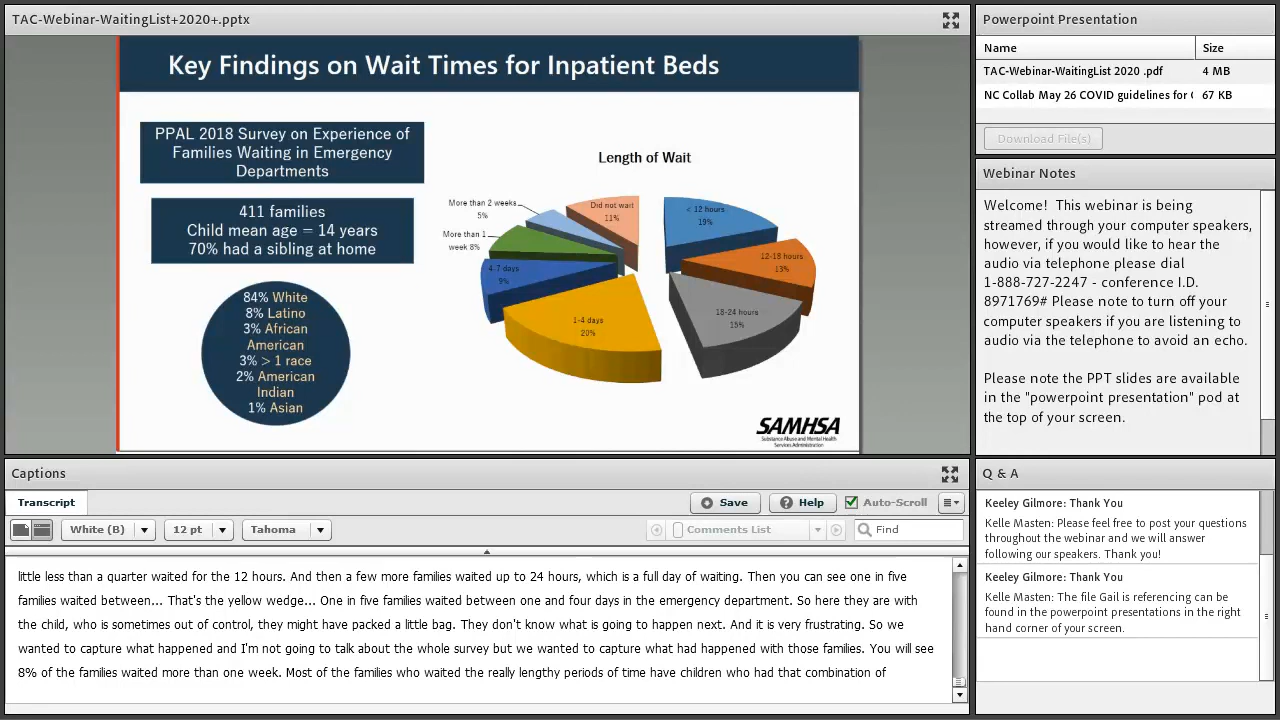 TAC-Webinar-WaitingList+2020+.pptx
Key Findings on Wait Times for Inpatient Beds
PPAL 2018 Survey on Experience of
Families Waiting in Emergency
Departments
411 families
Child mean age = 14 years
70% had a sibling at home
84% White
8% Latino
3% African
American
3% > 1 race
2% American
Indian
1% Asian
Length of Wait
More than 2 weeks
5%
Did not wait
11%
< 12 hours
19%
More than 1
week 8%
12-18 hours
13%
4-7 days
9%
1-4 days
20%
18-24 hours
15%
SAMHSA
Substance Abuse and Mental Health
Services Administration
Powerpoint Presentation
Name
Size
TAC-Webinar-WaitingList 2020 .pdf
4 MB
NC Collab May 26 COVID guidelines for
67 KB
Download File(s)
Webinar Notes
Welcome! This webinar is being
streamed through your computer speakers,
however, if you would like to hear the
audio via telephone please dial
1-888-727-2247 - conference I.D.
8971769# Please note to turn off your
computer speakers if you are listening to
audio via the telephone to avoid an echo.
Please note the PPT slides are available
in the "powerpoint presentation" pod at
the top of your screen.
Captions
Transcript
Save
Help
Auto-Scroll
White (B)
12 pt
Tahoma
Comments List
Find
little less than a quarter waited for the 12 hours. And then a few more families waited up to 24 hours, which is a full day of waiting. Then you can see one in five
families waited between... That's the yellow wedge... One in five families waited between one and four days in the emergency department. So here they are with
the child, who is sometimes out of control, they might have packed a little bag. They don't know what is going to happen next. And it is very frustrating. So we
wanted to capture what happened and I'm not going to talk about the whole survey but we wanted to capture what had happened with those families. You will see
8% of the families waited more than one week. Most of the families who waited the really lengthy periods of time have children who had that combination of
Q & A
Keeley Gilmore: Thank You
Kelle Masten: Please feel free to post your questions
throughout the webinar and we will answer
following our speakers. Thank you!
Keeley Gilmore: Thank You
Kelle Masten: The file Gail is referencing can be
found in the powerpoint presentations in the right
hand corner of your screen.